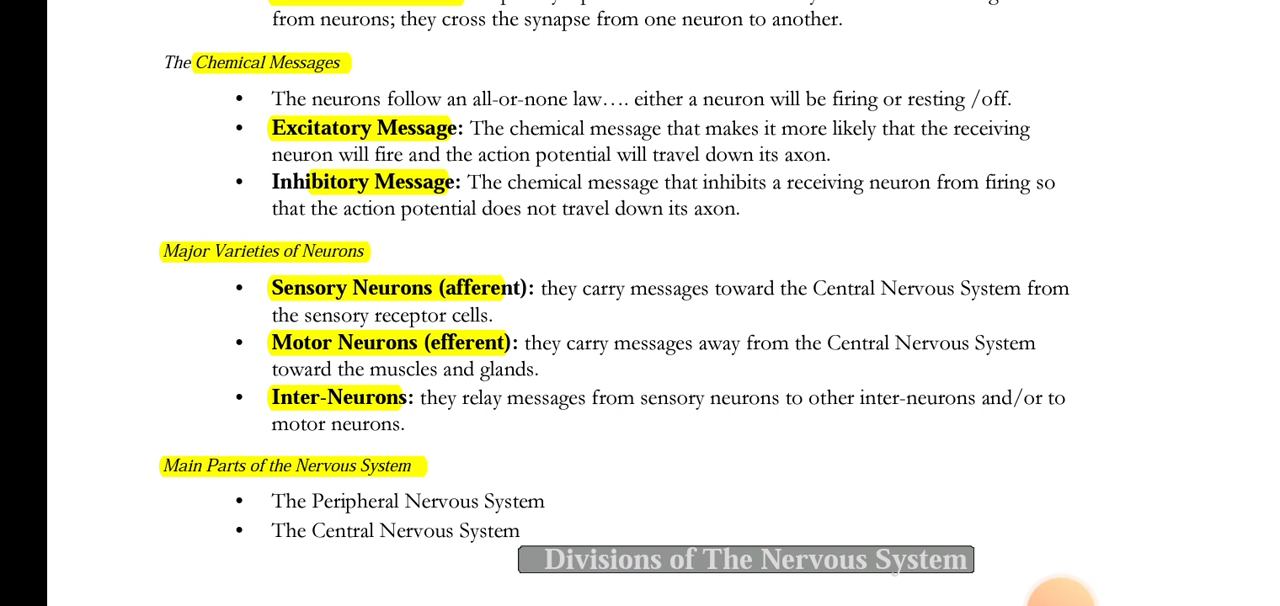 from neurons; they cross the synapse from one neuron to another.
The Chemical Messages
• The neurons follow an all-or-none law…. either a neuron will be firing or resting /off.
• Excitatory Message: The chemical message that makes it more likely that the receiving
neuron will fire and the action potential will travel down its axon.
• Inhibitory Message: The chemical message that inhibits a receiving neuron from firing so
that the action potential does not travel down its axon.
Major Varieties of Neurons
• Sensory Neurons (afferent): they carry messages toward the Central Nervous System from
the sensory receptor cells.
• Motor Neurons (efferent): they carry messages away from the Central Nervous System
toward the muscles and glands.
• Inter-Neurons: they relay messages from sensory neurons to other inter-neurons and/or to
motor neurons.
Main Parts of the Nervous System
• The Peripheral Nervous System
• The Central Nervous System
Divisions of The Nervous System